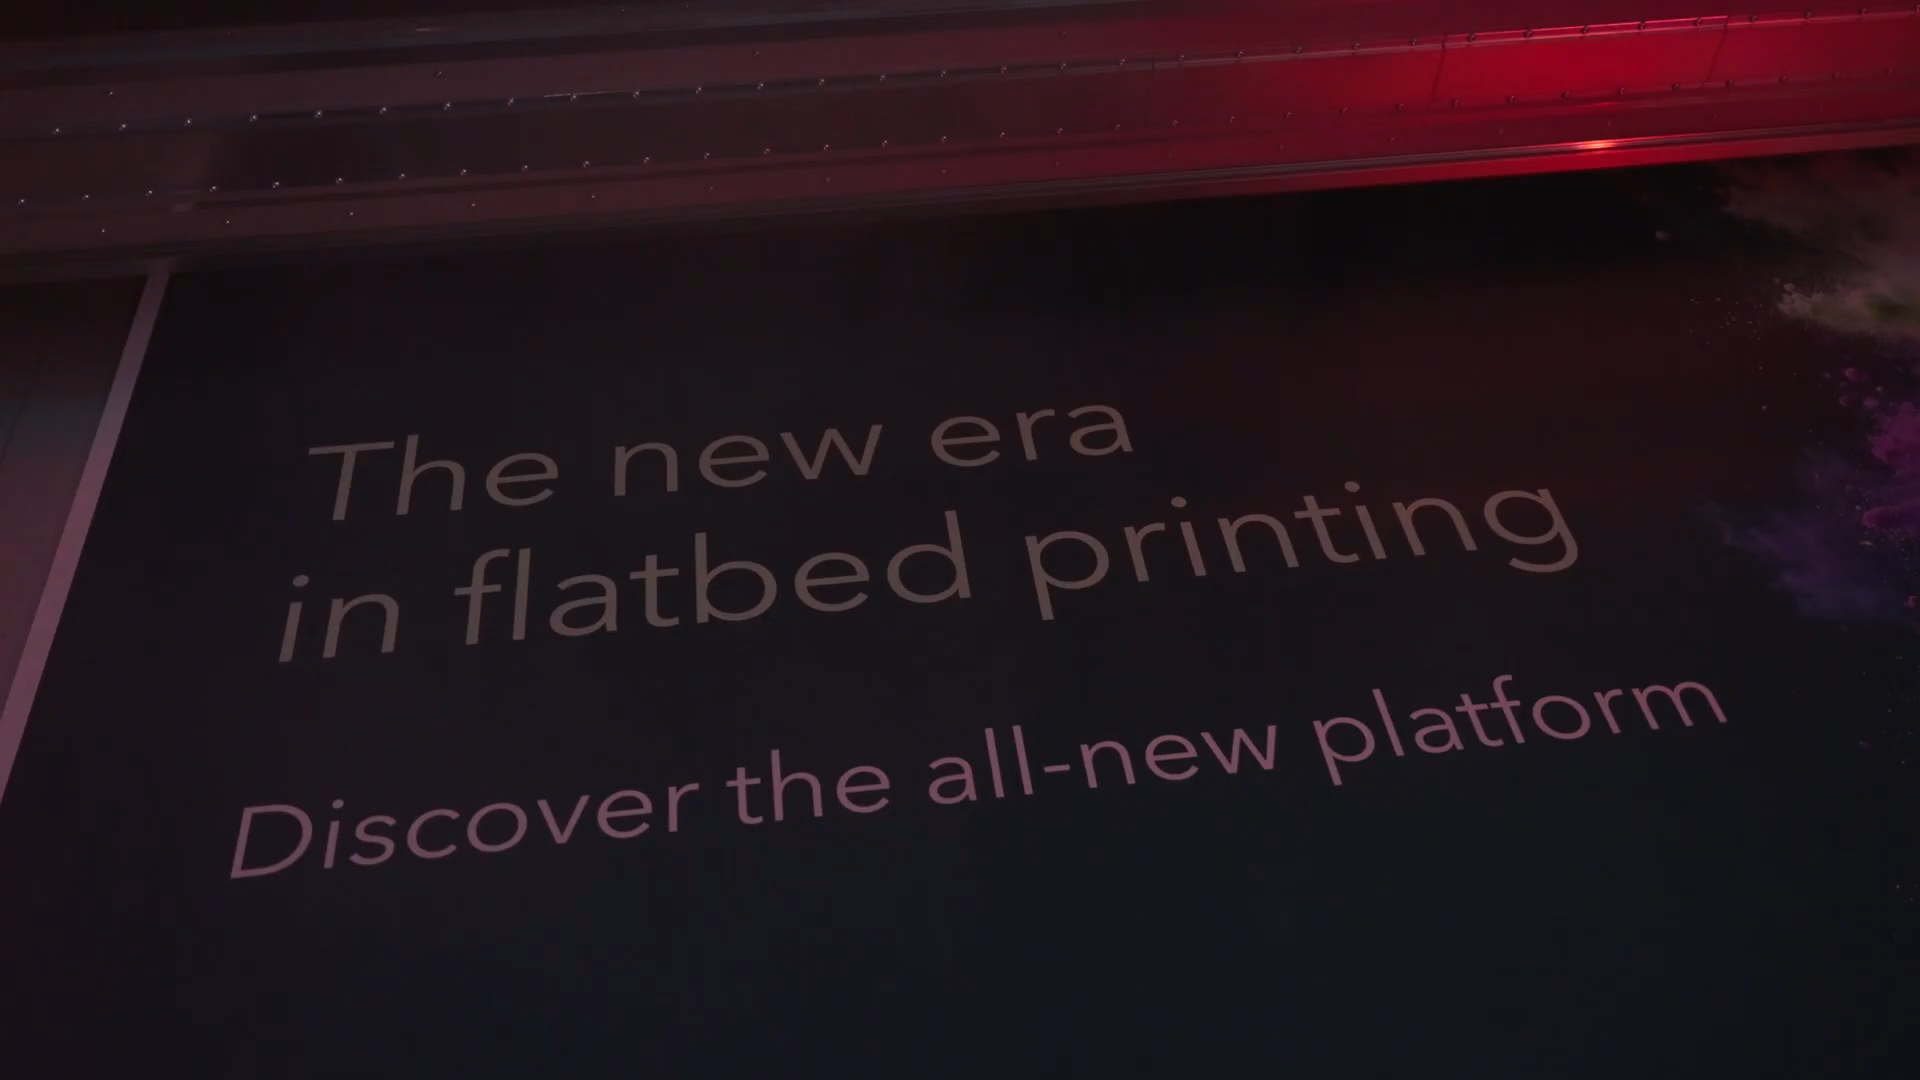 The new era
in flatbed printing
Discover the all-new platform